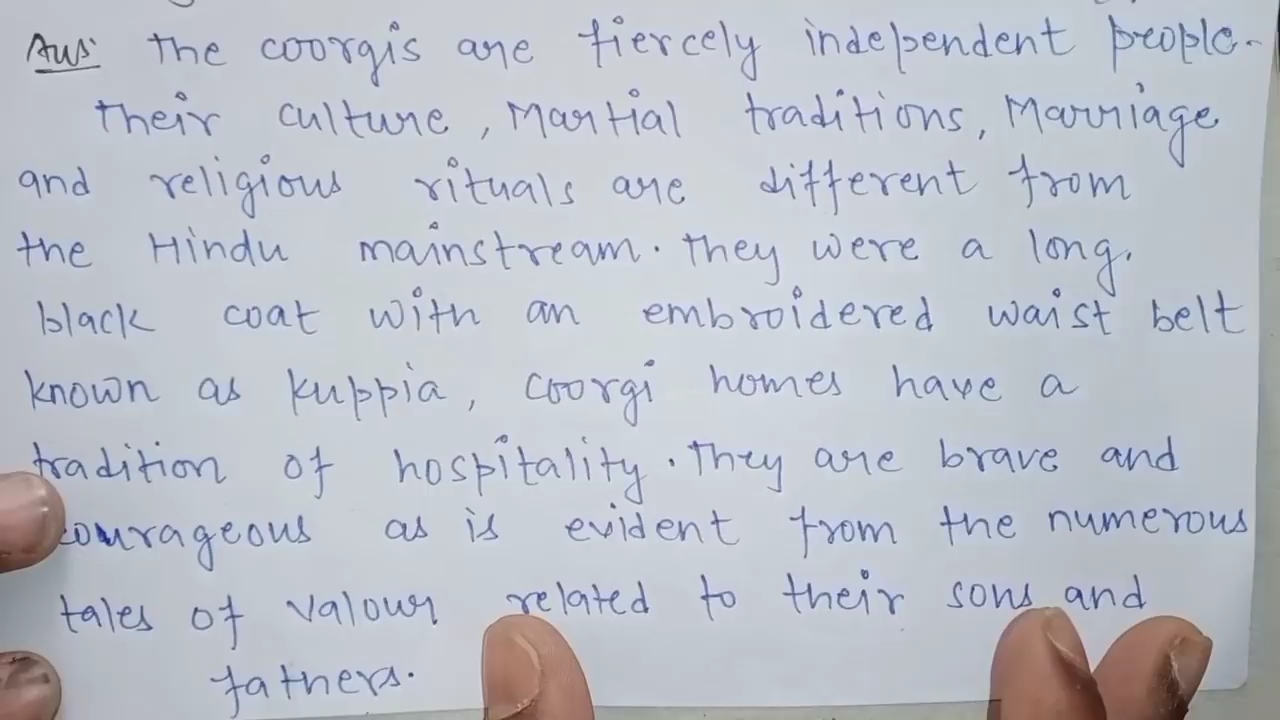 Ans: The coorgis are fiercely independent people.
Their culture, Martial traditions, Marriage
and religious rituals are different from
the Hindu mainstream. They were a long.
black coat with an embroidered waist belt
known as Kuppia, coorgi homes have a
tradition of hospitality. They are brave and
courageous as is evident from the numerous
tales of valour related to their sons and
fathers.